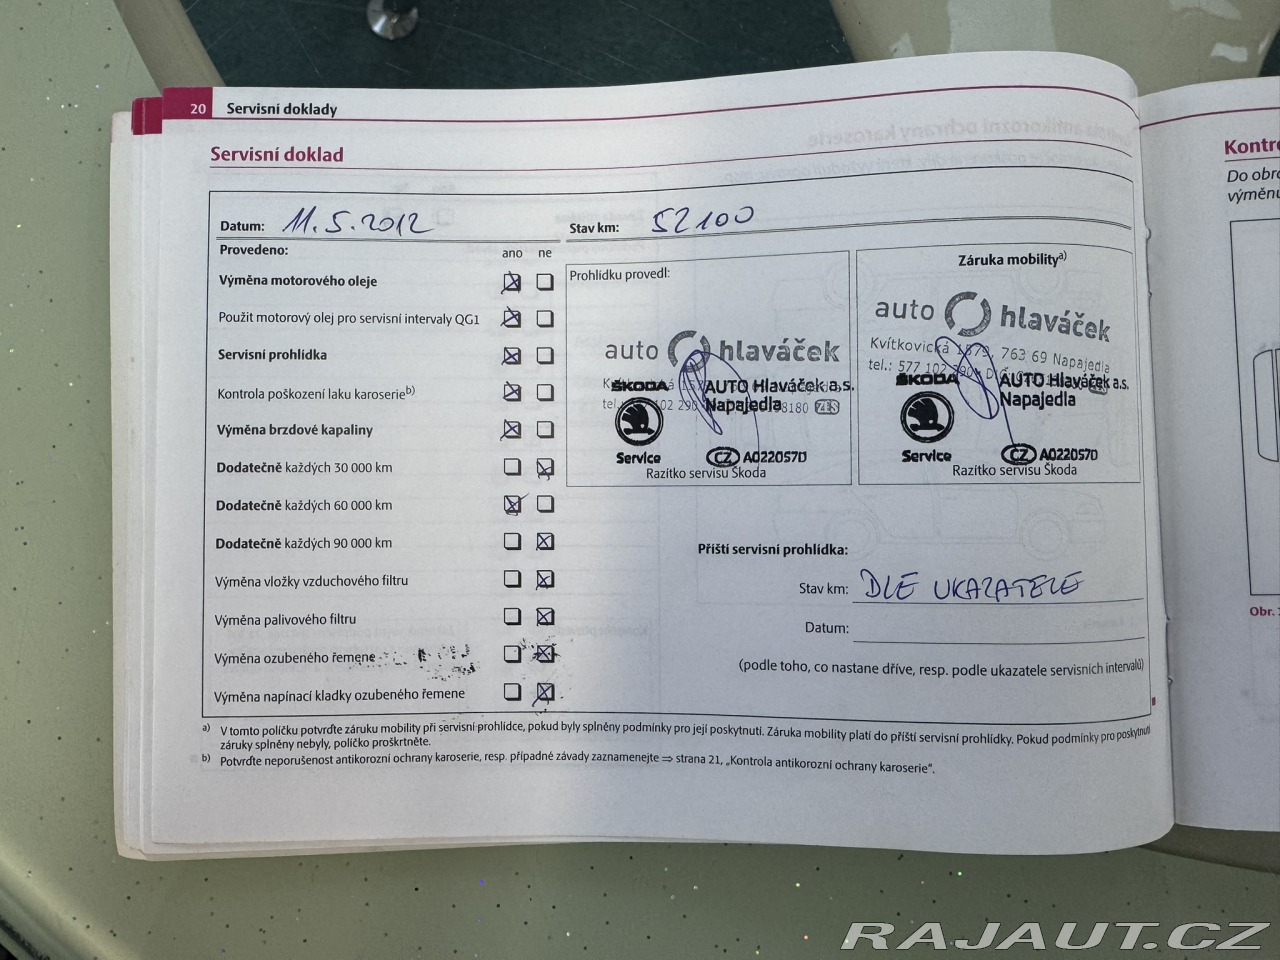 20 Servisní doklady
Servisní doklad
Datum: 11.5.2012 Stav km: 52100
Provedeno: ano ne
Výměna motorového oleje
Použit motorový olej pro servisní intervaly QG1
Servisní prohlídka
Kontrola poškození laku karoserie b)
Výměna brzdové kapaliny
Dodatečně každých 30 000 km
Dodatečně každých 60 000 km
Dodatečně každých 90 000 km
Výměna vložky vzduchového filtru
Výměna palivového filtru
Výměna ozubeného řemene
Výměna napínací kladky ozubeného řemene
Prohlídku provedl:
auto hlaváček
ŠKODA AUTO Hlaváček a.s.
Napajedla
Service CZ A022057D
Razítko servisu Škoda
Záruka mobility a)
auto hlaváček
Kvítkovická 1579, 763 69 Napajedla
tel.: 577 102 290
ŠKODA AUTO Hlaváček a.s.
Napajedla
Service CZ A022057D
Razítko servisu Škoda
Příští servisní prohlídka:
Stav km: DLE UKAZATELE
Datum:
(podle toho, co nastane dříve, resp. podle ukazatele servisních intervalů)
a) V tomto políčku potvrďte záruku mobility při servisní prohlídce, pokud byly splněny podmínky pro její poskytnutí. Záruka mobility platí do příští servisní prohlídky. Pokud podmínky pro poskytnutí
záruky splněny nebyly, políčko proškrtněte.
b) Potvrďte neporušenost antikorozní ochrany karoserie, resp. případné závady zaznamenejte ⇒ strana 21, „Kontrola antikorozní ochrany karoserie“.
Kontro
Do obrá
výměnu
Obr.
RAJAUT.CZ